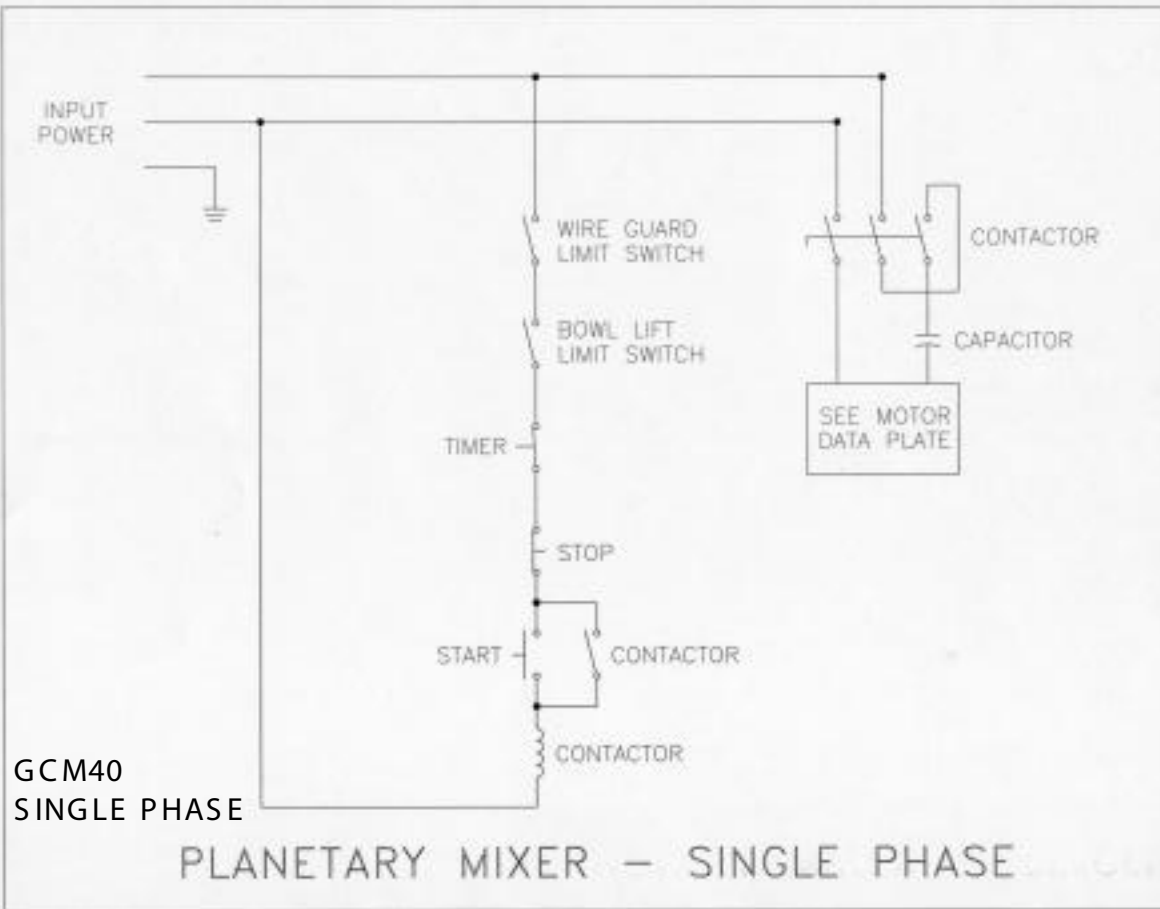 INPUT
POWER
WIRE GUARD
LIMIT SWITCH
CONTACTOR
BOWL LIFT
LIMIT SWITCH
CAPACITOR
SEE MOTOR
DATA PLATE
TIMER
STOP
START
CONTACTOR
CONTACTOR
GCM40
SINGLE PHASE
PLANETARY MIXER – SINGLE PHASE